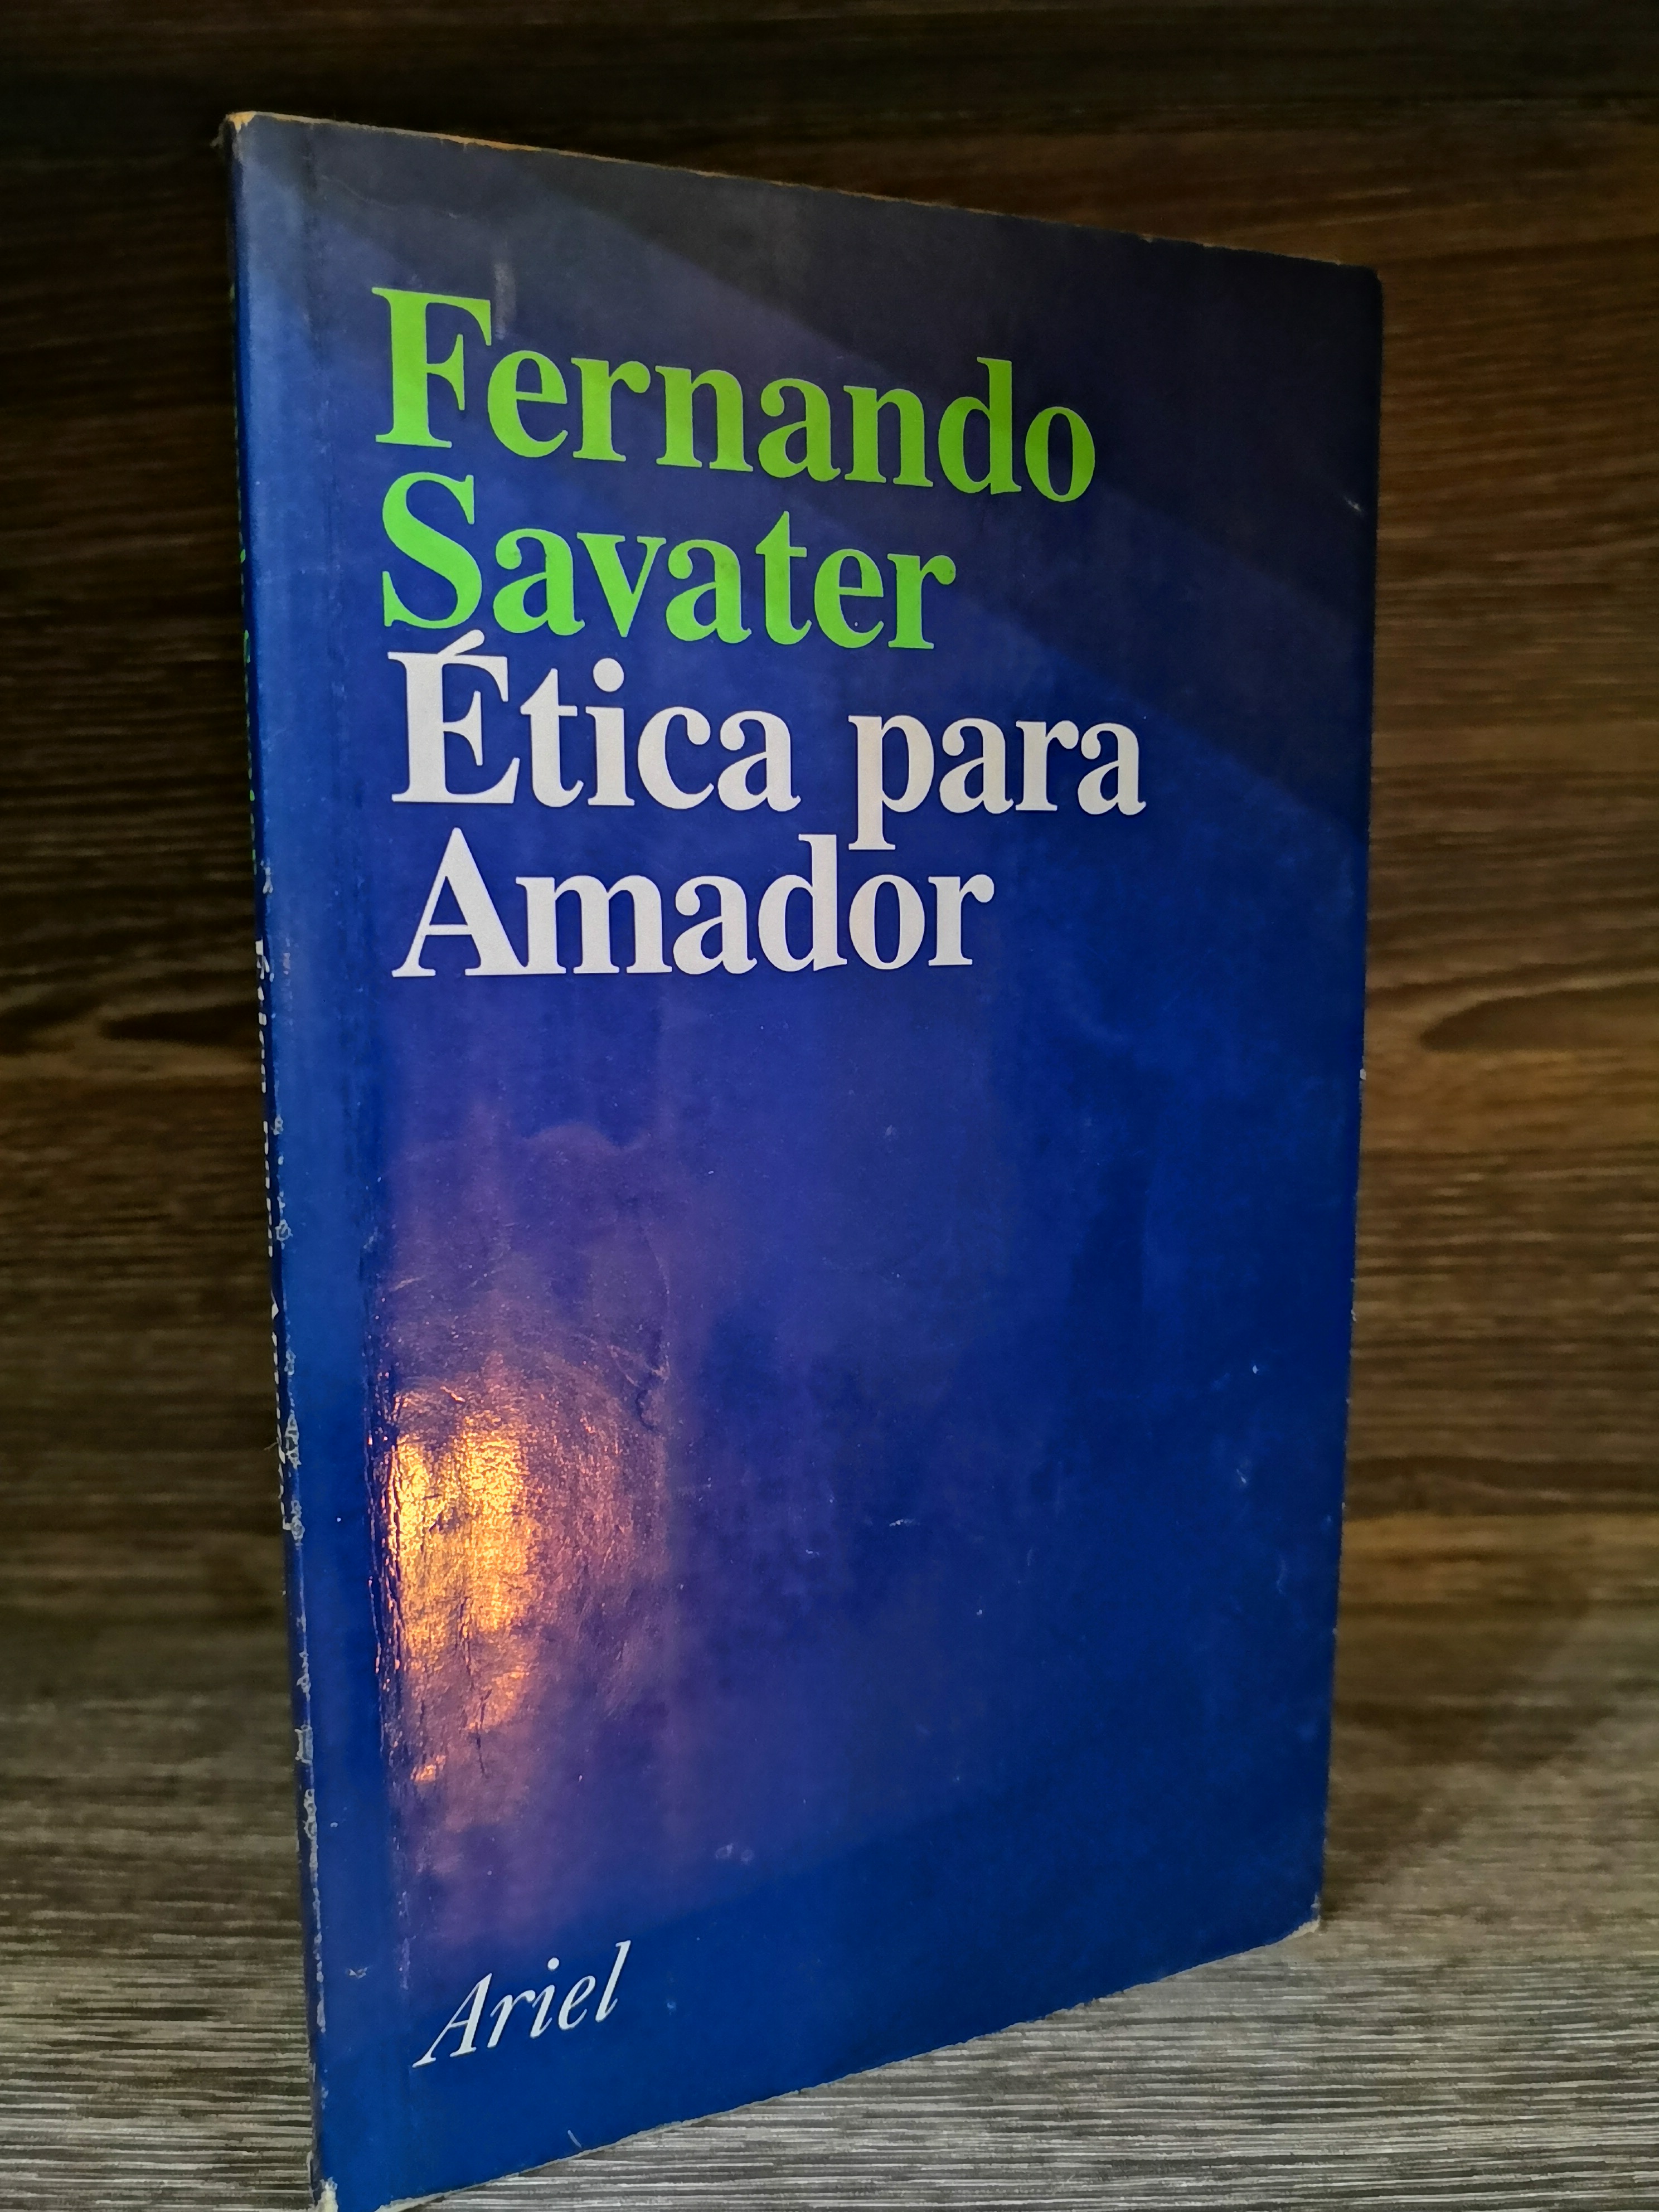 Fernando
Savater
Ética para
Amador
Ariel